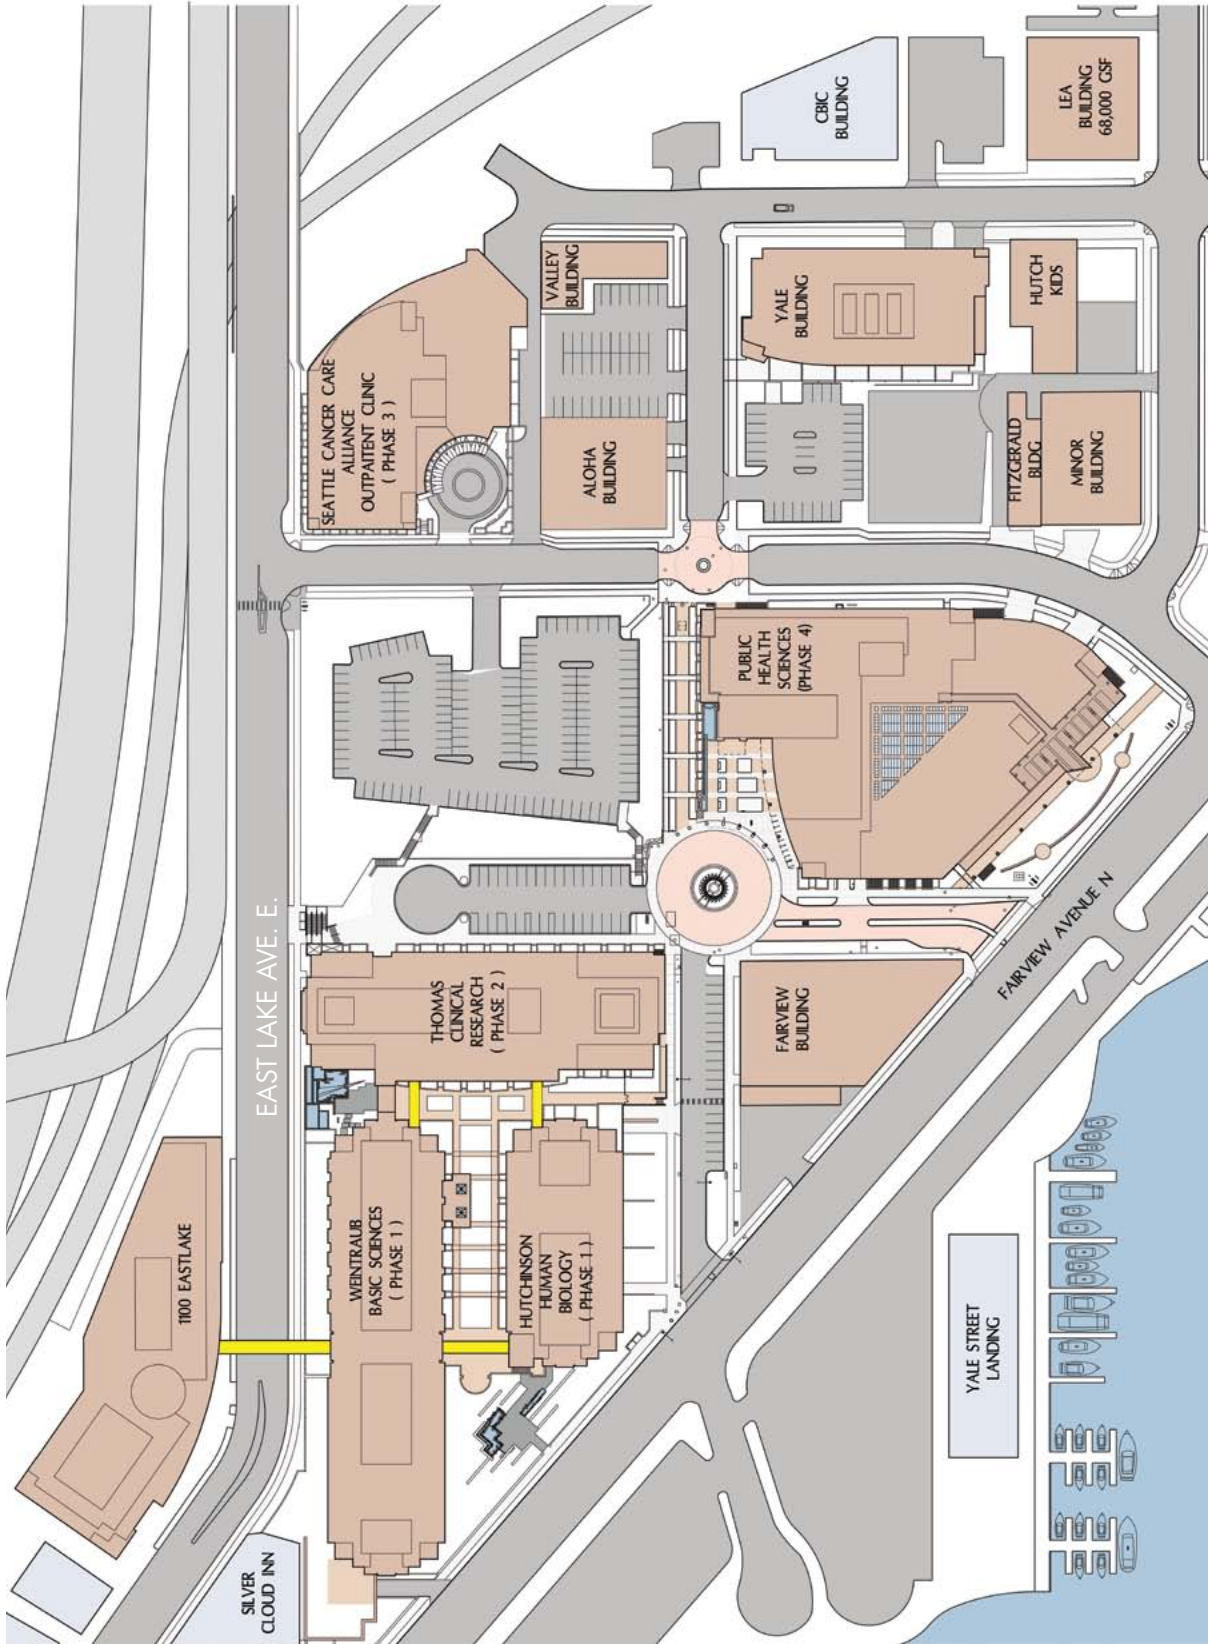 CBIC
BUILDING
LEA
BUILDING
68,000 GSF
VALLEY
BUILDING
YALE
BUILDING
HUTCH
KIDS
SEATTLE CANCER CARE
ALLIANCE
OUTPAITENT CLINIC
( PHASE 3 )
ALOHA
BUILDING
FITZGERALD
BLDG
MINOR
BUILDING
PUBLIC
HEALTH
SCIENCES
(PHASE 4)
EAST LAKE AVE. E.
FAIRVIEW AVENUE N
THOMAS
CLINICAL
RESEARCH
( PHASE 2 )
FAIRVIEW
BUILDING
1100 EASTLAKE
WEINTRAUB
BASIC SCIENCES
( PHASE 1 )
HUTCHINSON
HUMAN
BIOLOGY
( PHASE 1 )
YALE STREET
LANDING
SILVER
CLOUD INN